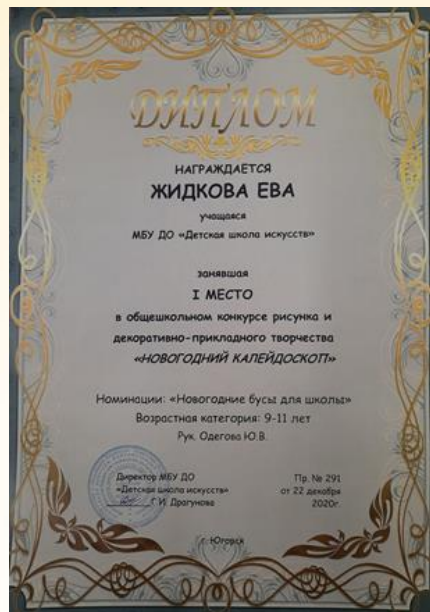 ДИПЛОМ
НАГРАЖДАЕТСЯ
ЖИДКОВА ЕВА
учащаяся
МБУ ДО «Детская школа искусств»
занявшая
I МЕСТО
в общешкольном конкурсе рисунка и
декоративно-прикладного творчества
«НОВОГОДНИЙ КАЛЕЙДОСКОП»
Номинации: «Новогодние бусы для школы»
Возрастная категория: 9-11 лет
Рук. Одегова Ю.В.
Директор МБУ ДО
«Детская школа искусств»
Г.И. Драгунова
Пр. № 291
от 22 декабря
2020г.
г. Югорск